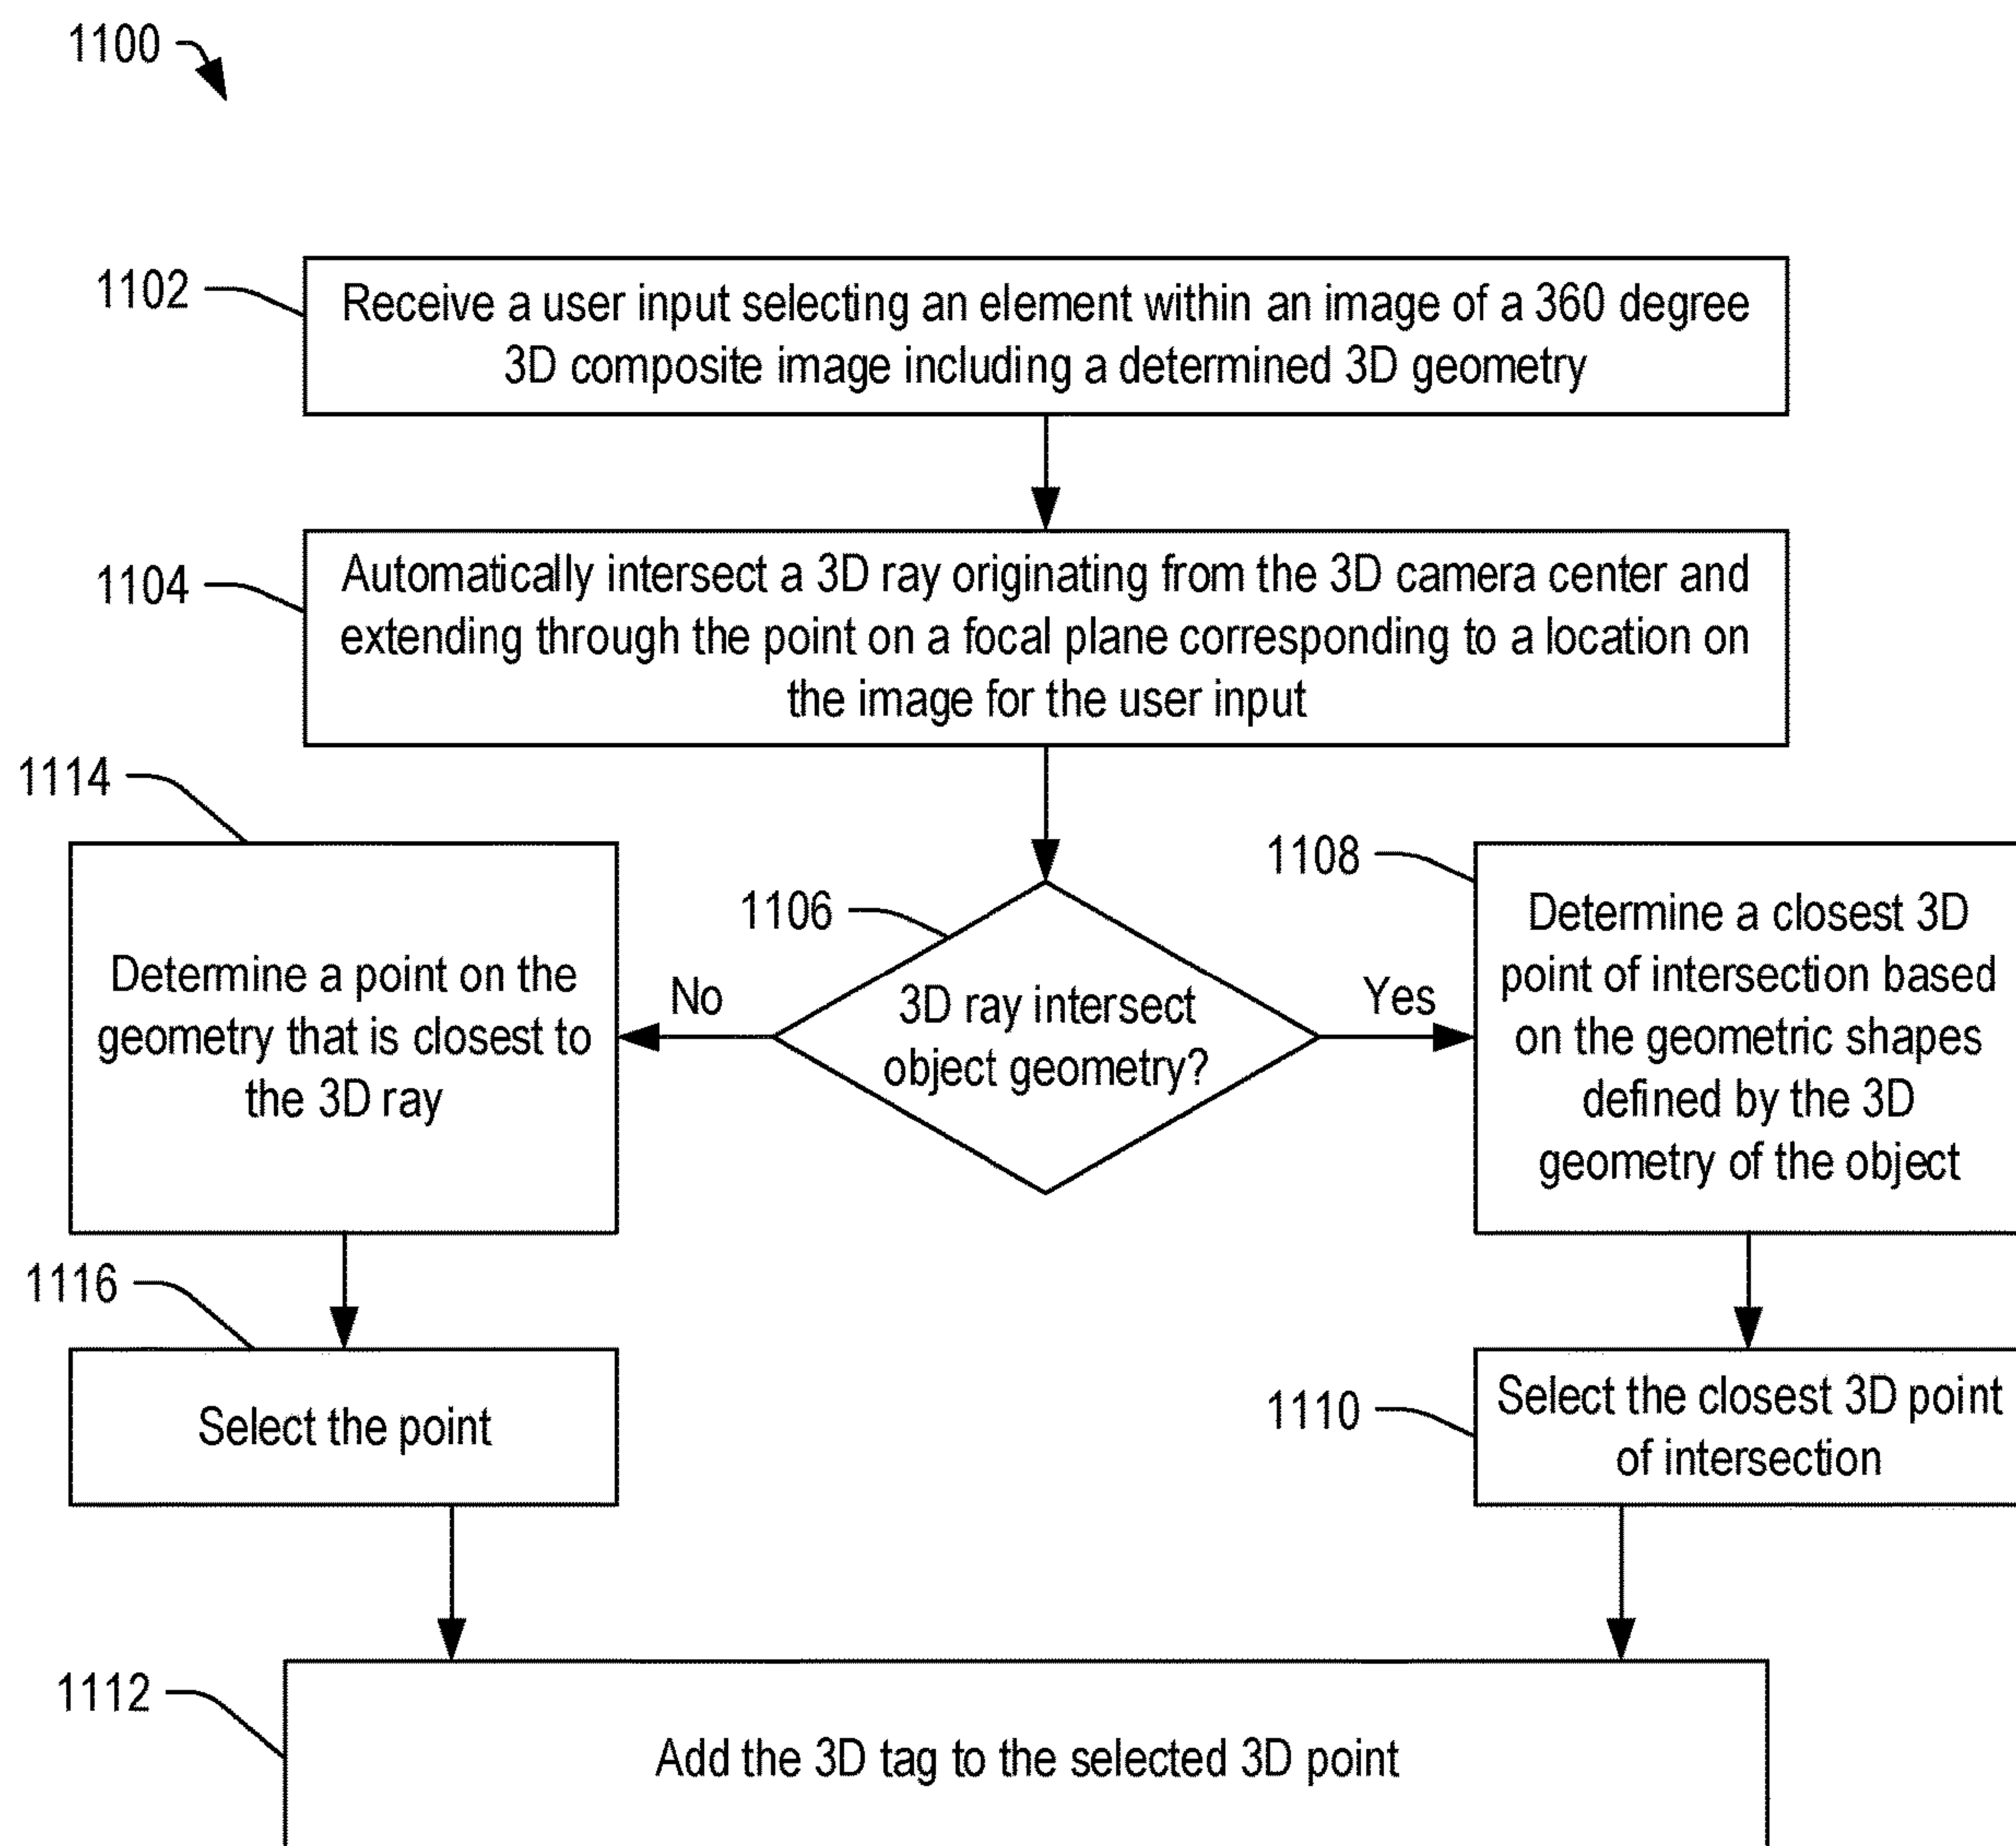 1100
1102
Receive a user input selecting an element within an image of a 360 degree
3D composite image including a determined 3D geometry
1104
Automatically intersect a 3D ray originating from the 3D camera center and
extending through the point on a focal plane corresponding to a location on
the image for the user input
1114
Determine a point on the
geometry that is closest to
the 3D ray
No
1106
3D ray intersect
object geometry?
Yes
1108
Determine a closest 3D
point of intersection based
on the geometric shapes
defined by the 3D
geometry of the object
1116
Select the point
1110
Select the closest 3D point
of intersection
1112
Add the 3D tag to the selected 3D point